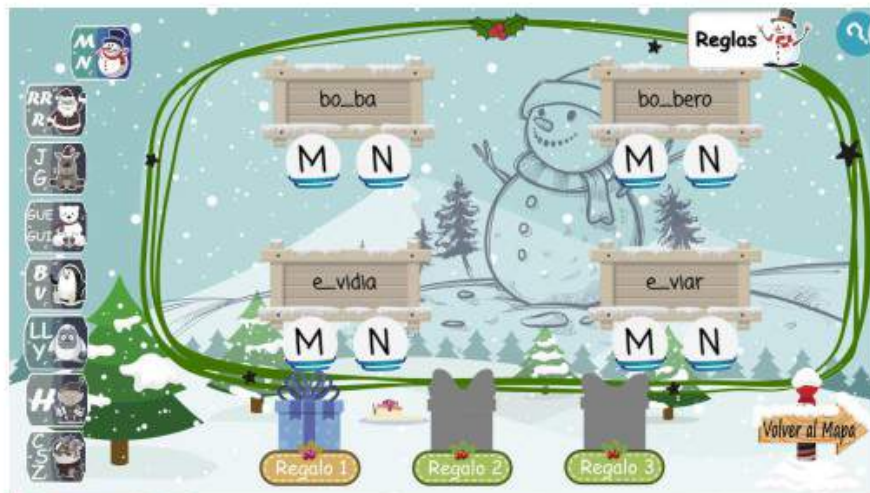 M
N
Reglas
RR
R
J
G
GUE
GUI
B
V
LL
Y
H
C
S
Z
bo_ba
M N
bo_bero
M N
e_vidia
M N
e_viar
M N
Regalo 1
Regalo 2
Regalo 3
Volver al Mapa